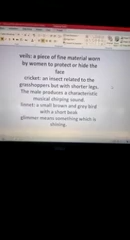 veils: a piece of fine material worn
by women to protect or hide the
face
cricket: an insect related to the
grasshoppers but with shorter legs.
The male produces a characteristic
musical chirping sound.
linnet: a small brown and grey bird
with a short beak
glimmer means something which is
shining.